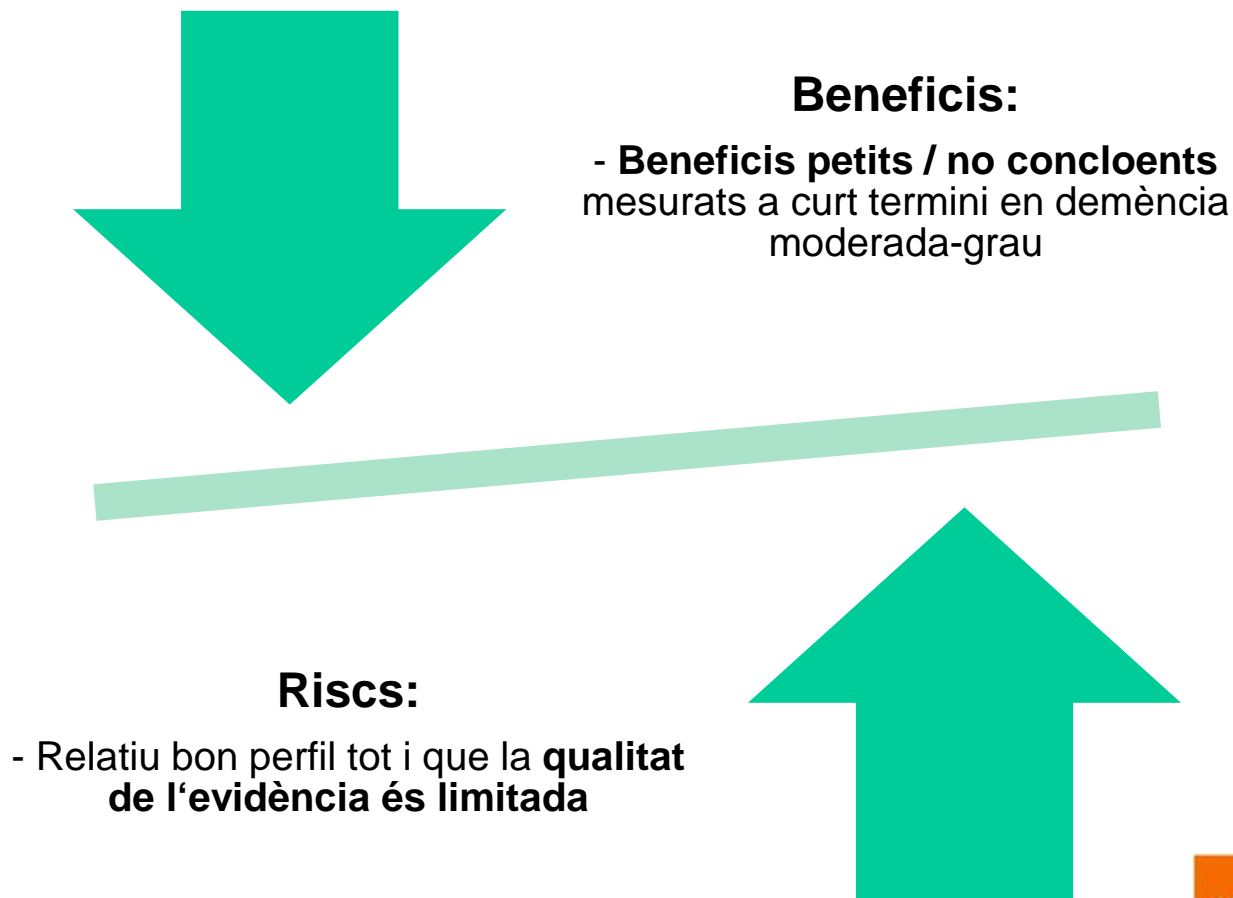 Beneficis:
- Beneficis petits / no concloents
mesurats a curt termini en demència
moderada-grau
Riscs:
- Relatiu bon perfil tot i que la qualitat
de l‘evidència és limitada